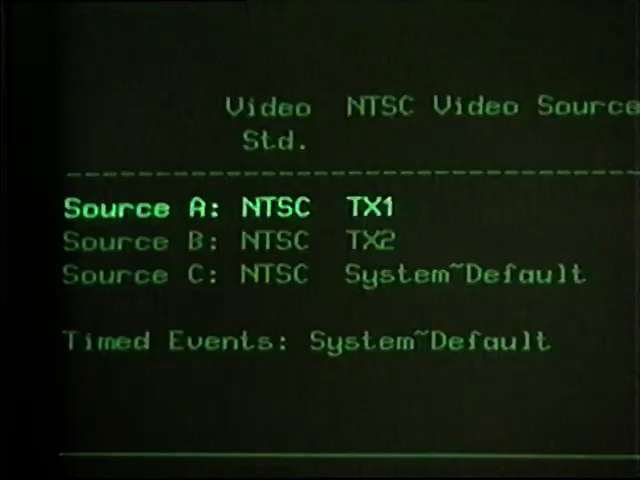 Video NTSC Video Source
Std.
Source A: NTSC TX1
Source B: NTSC TX2
Source C: NTSC System~Default
Timed Events: System~Default